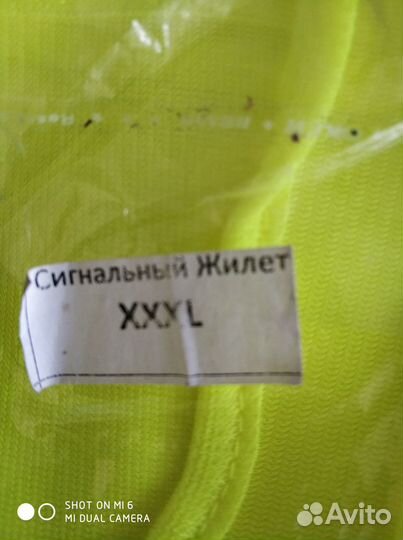 Сигнальный Жилет
XXXL
SHOT ON MI 6
MI DUAL CAMERA
Avito